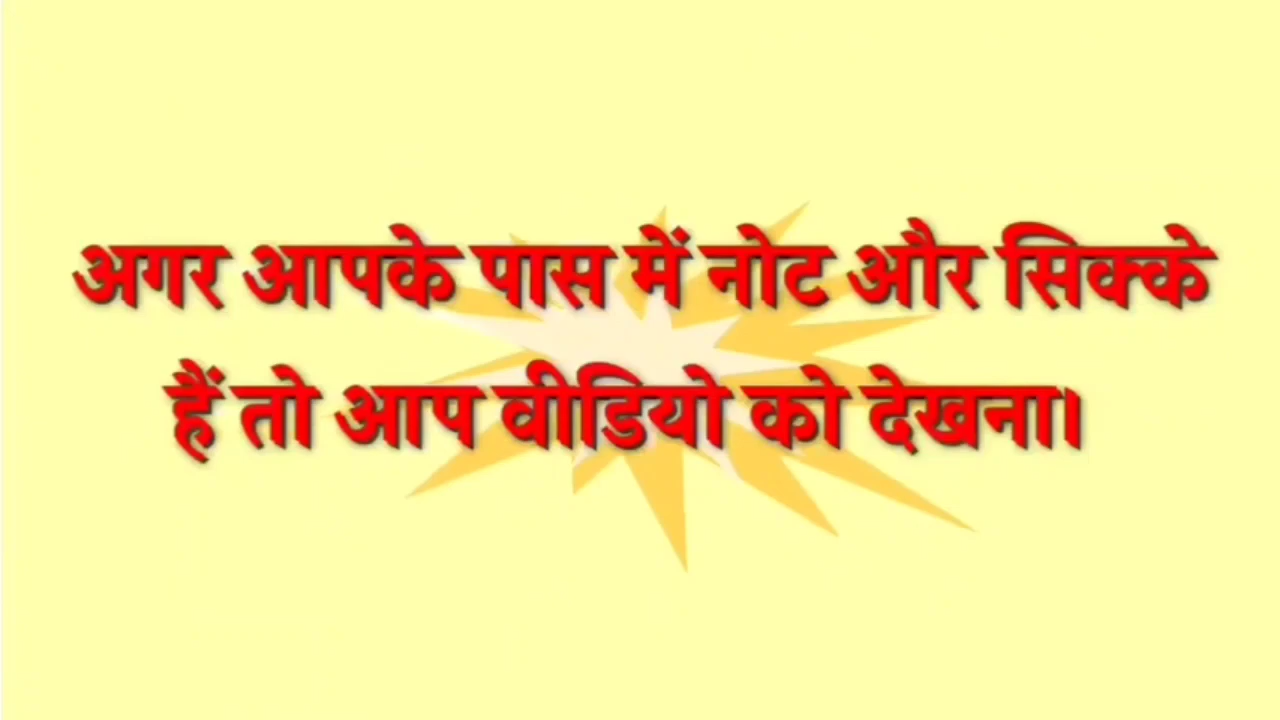 अगर आपके पास में नोट और सिक्के
हैं तो आप वीडियो को देखना।